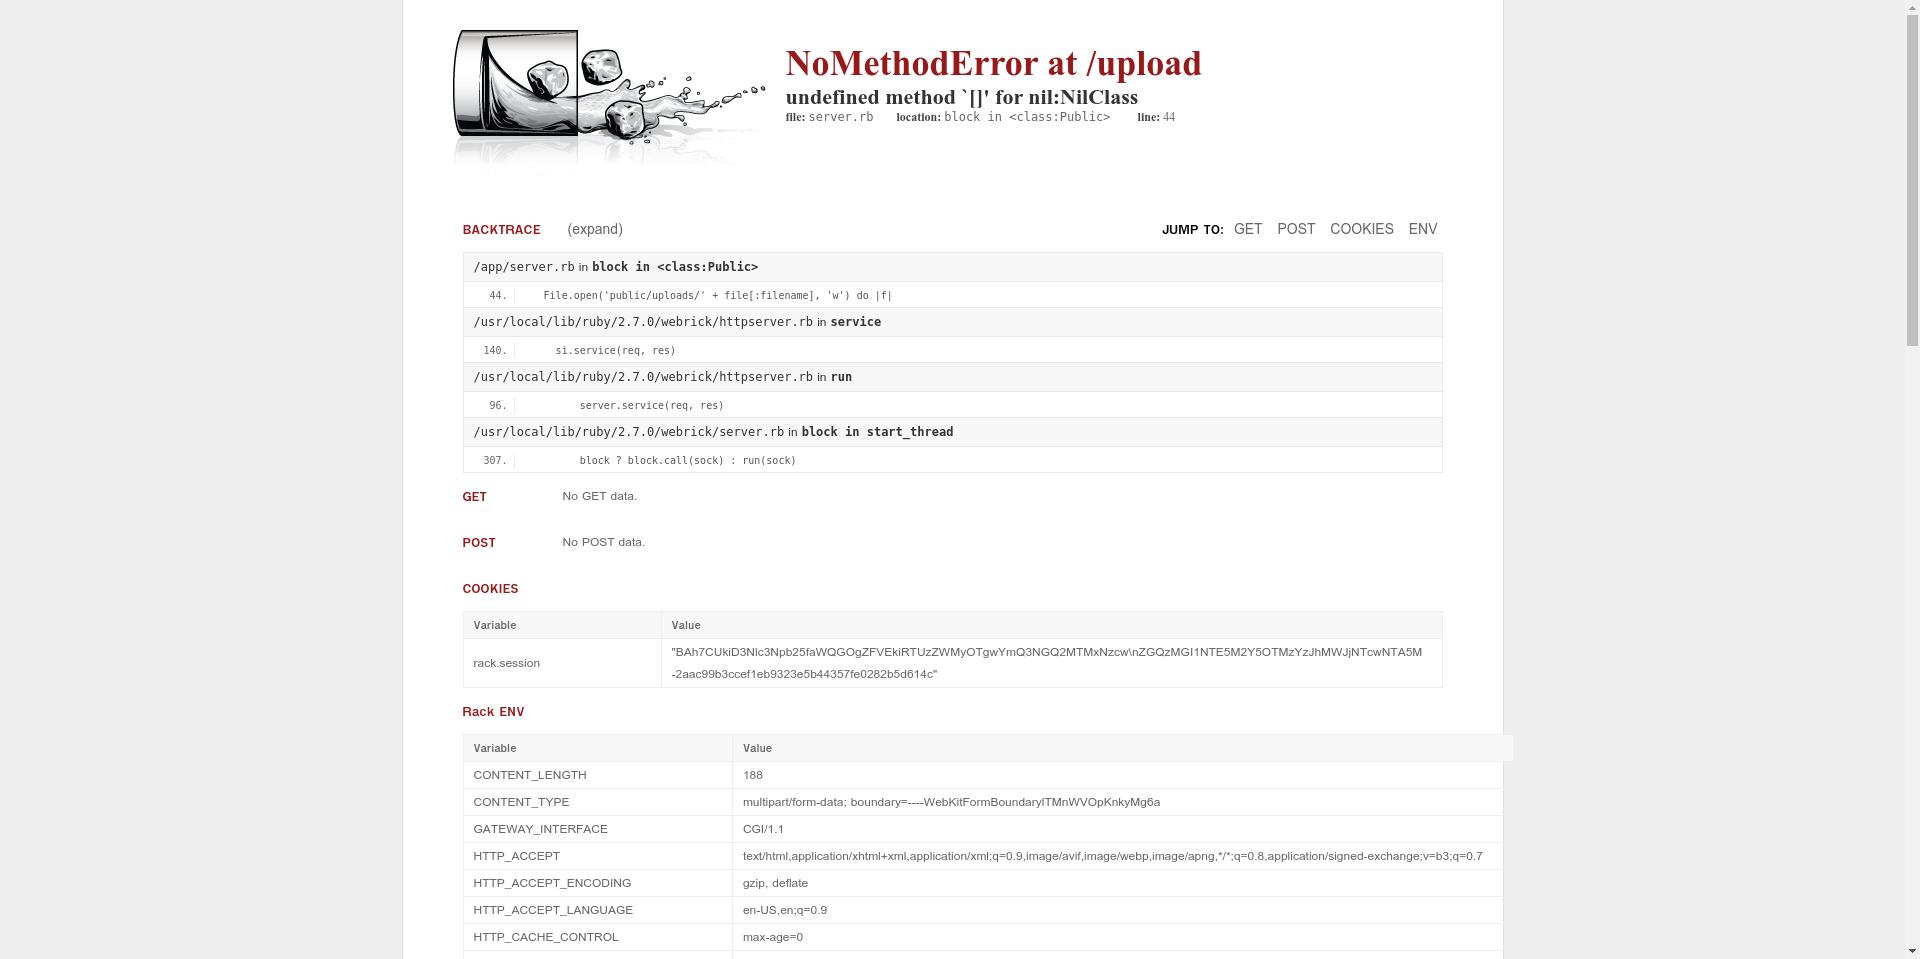 NoMethodError at /upload
undefined method `[]' for nil:NilClass
file: server.rb location: block in <class:Public> line: 44
BACKTRACE (expand) JUMP TO: GET POST COOKIES ENV
/app/server.rb in block in <class:Public>
44. File.open('public/uploads/' + file[:filename], 'w') do |f|
/usr/local/lib/ruby/2.7.0/webrick/httpserver.rb in service
140. si.service(req, res)
/usr/local/lib/ruby/2.7.0/webrick/httpserver.rb in run
96. server.service(req, res)
/usr/local/lib/ruby/2.7.0/webrick/server.rb in block in start_thread
307. block ? block.call(sock) : run(sock)
GET No GET data.
POST No POST data.
COOKIES
Variable Value
rack.session "BAh7CUkiD3Nlc3Npb25faWQGOgZFVEkiRTUzZWMyOTgwYmQ3NGQ2MTMxNzcw\nZGQzMGI1NTE5M2Y5OTMzYzJhMWJjNTcwNTA5M
-2aac99b3ccef1eb9323e5b44357fe0282b5d614c"
Rack ENV
Variable Value
CONTENT_LENGTH 188
CONTENT_TYPE multipart/form-data; boundary=----WebKitFormBoundarylTMnWVOpKnkyMg6a
GATEWAY_INTERFACE CGI/1.1
HTTP_ACCEPT text/html,application/xhtml+xml,application/xml;q=0.9,image/avif,image/webp,image/apng,*/*;q=0.8,application/signed-exchange;v=b3;q=0.7
HTTP_ACCEPT_ENCODING gzip, deflate
HTTP_ACCEPT_LANGUAGE en-US,en;q=0.9
HTTP_CACHE_CONTROL max-age=0